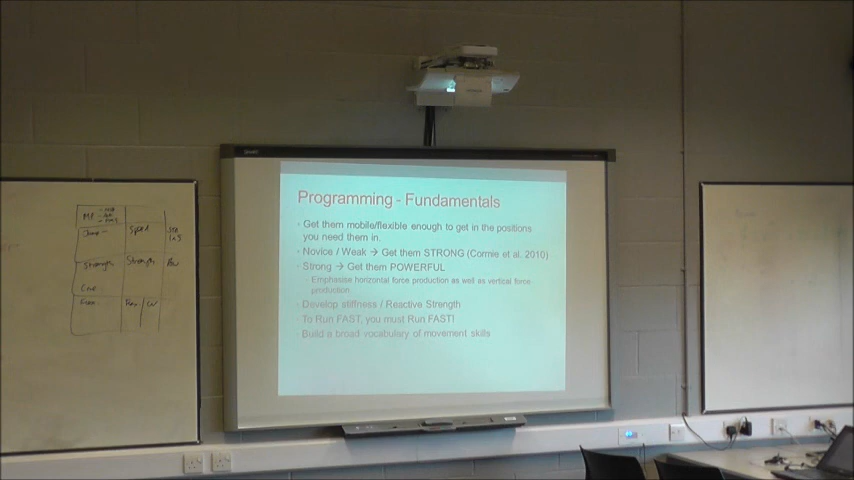 SMART
Programming - Fundamentals
- Get them mobile/flexible enough to get in the positions
you need them in.
- Novice / Weak → Get them STRONG (Cormie et al. 2010)
- Strong → Get them POWERFUL
- Emphasise horizontal force production as well as vertical force
production.
- Develop stiffness / Reactive Strength
- To Run FAST, you must Run FAST!
- Build a broad vocabulary of movement skills
Speed
Strength Strength